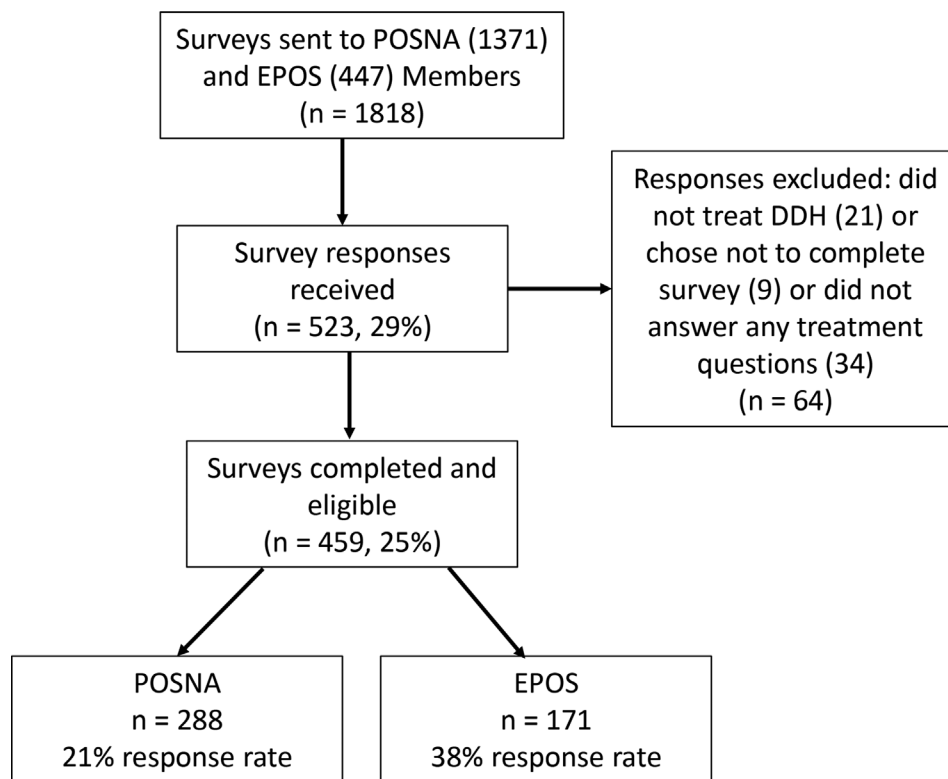 Surveys sent to POSNA (1371)
and EPOS (447) Members
(n = 1818)
Survey responses
received
(n = 523, 29%)
Responses excluded: did
not treat DDH (21) or
chose not to complete
survey (9) or did not
answer any treatment
questions (34)
(n = 64)
Surveys completed and
eligible
(n = 459, 25%)
POSNA
n = 288
21% response rate
EPOS
n = 171
38% response rate